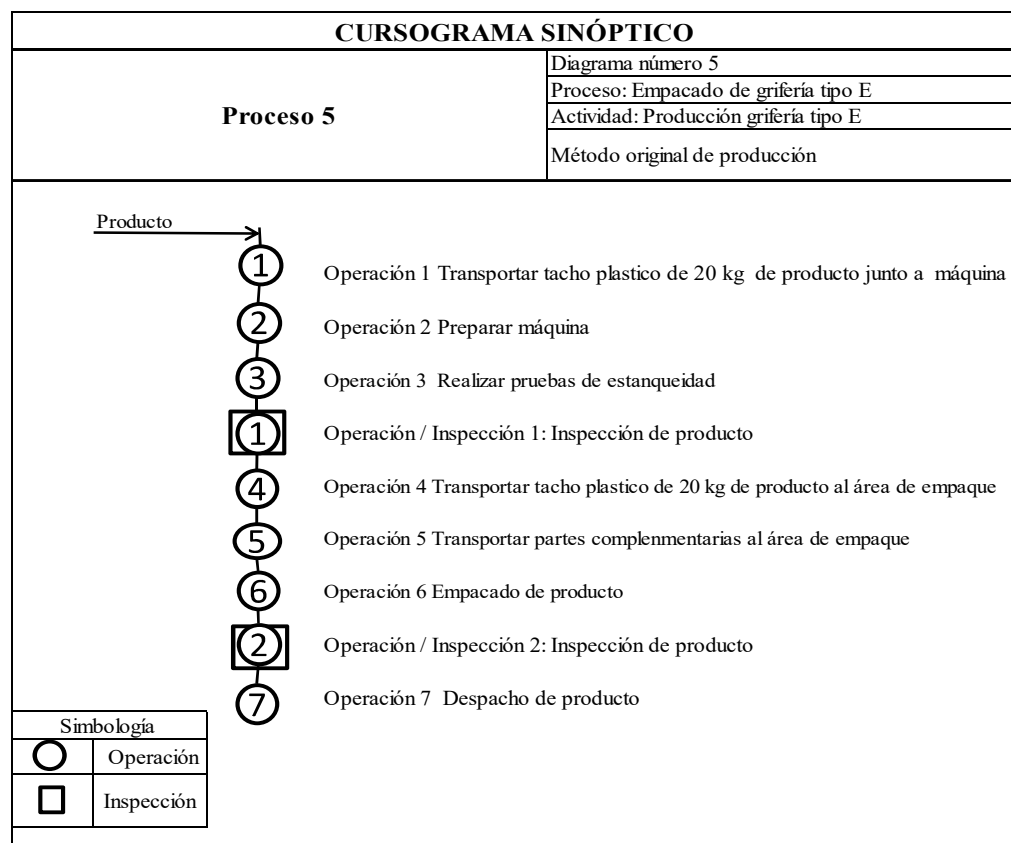 CURSOGRAMA SINÓPTICO
Proceso 5
Diagrama número 5
Proceso: Empacado de grifería tipo E
Actividad: Producción grifería tipo E
Método original de producción
Producto
1 Operación 1 Transportar tacho plastico de 20 kg de producto junto a máquina
2 Operación 2 Preparar máquina
3 Operación 3 Realizar pruebas de estanqueidad
1 Operación / Inspección 1: Inspección de producto
4 Operación 4 Transportar tacho plastico de 20 kg de producto al área de empaque
5 Operación 5 Transportar partes complenmentarias al área de empaque
6 Operación 6 Empacado de producto
2 Operación / Inspección 2: Inspección de producto
7 Operación 7 Despacho de producto
Simbología
Operación
Inspección